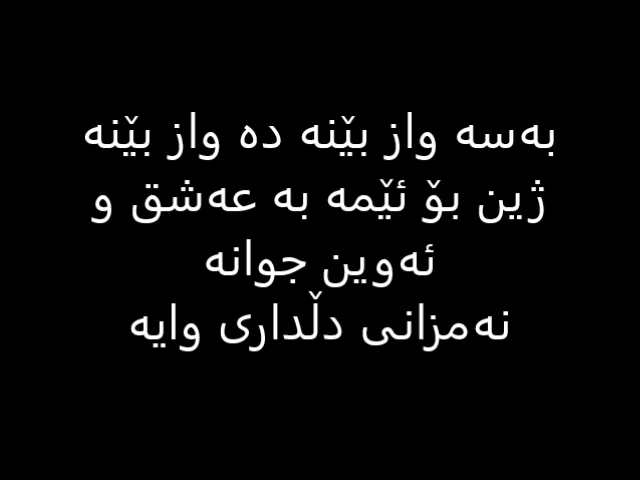 بەسە واز بێنە دە واز بێنە
ژین بۆ ئێمە بە عەشق و
ئەوین جوانە
نەمزانی دڵداری وایە